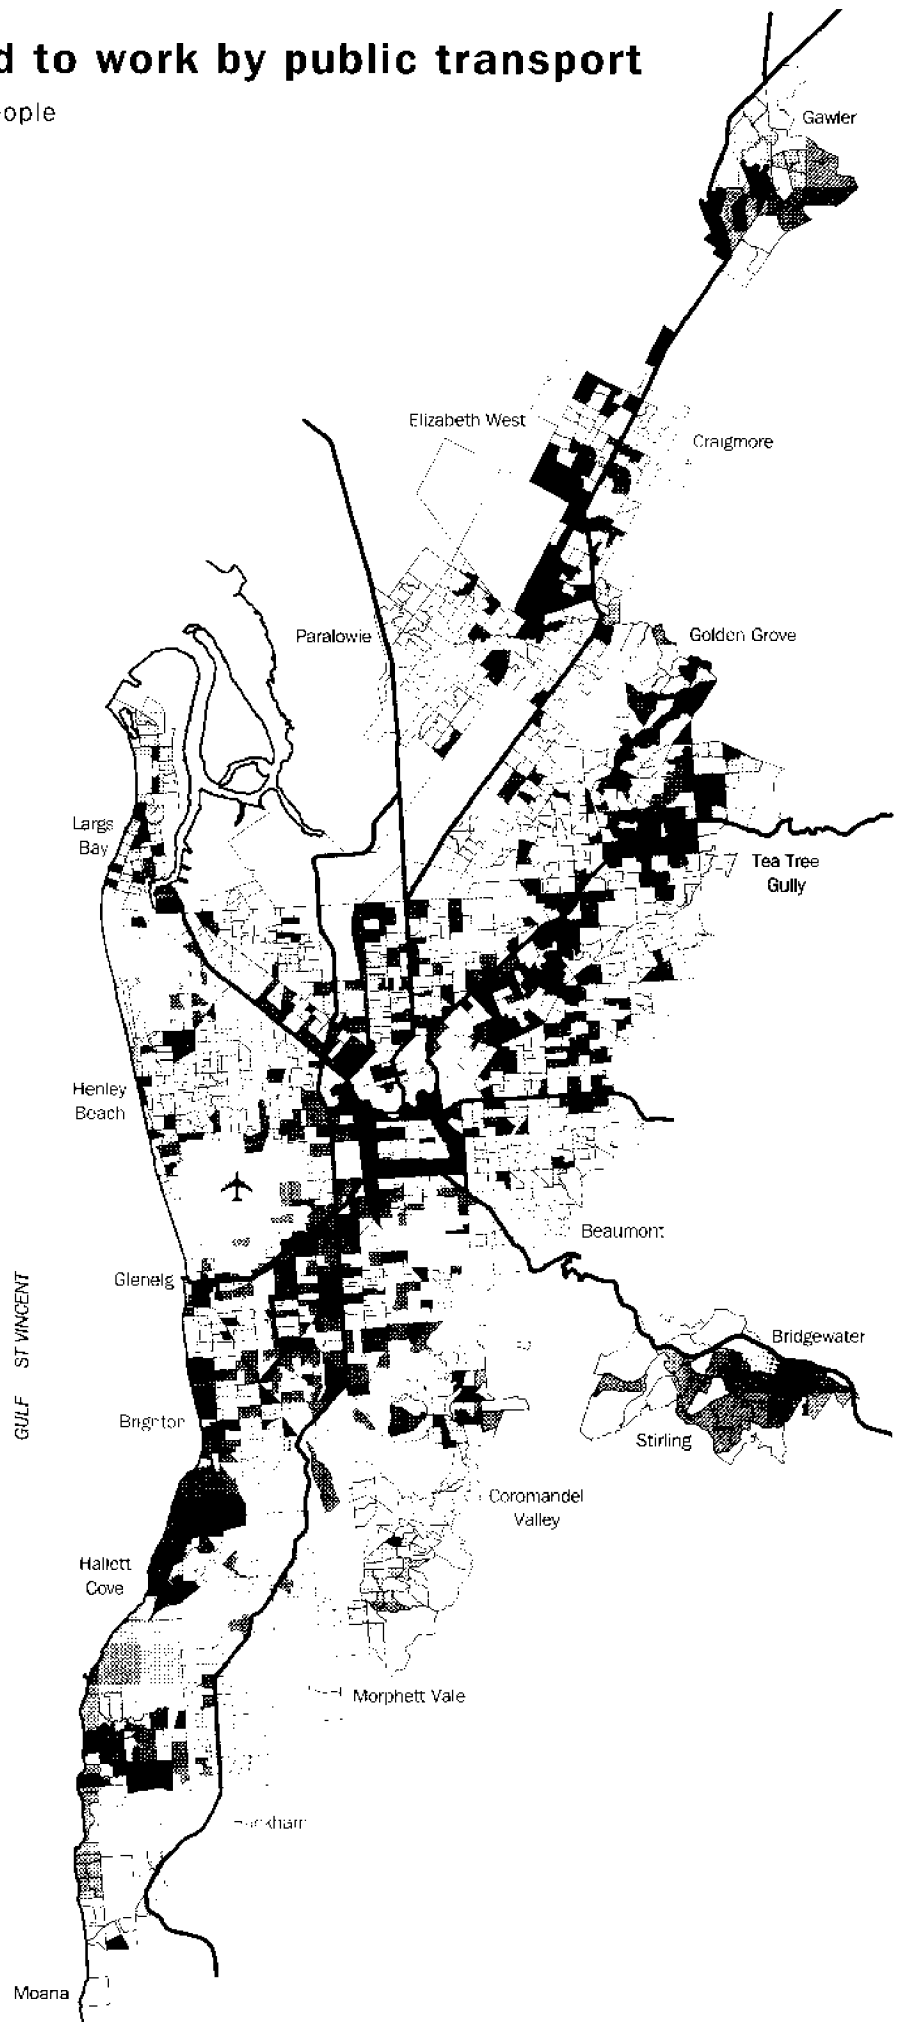 d to work by public transport
ople
Gawler
Elizabeth West
Craigmore
Paralowie
Golden Grove
Largs
Bay
Tea Tree
Gully
Henley
Beach
Beaumont
Glenelg
GULF ST VINCENT
Bridgewater
Brighton
Stirling
Coromandel
Valley
Hallett
Cove
Morphett Vale
Moana